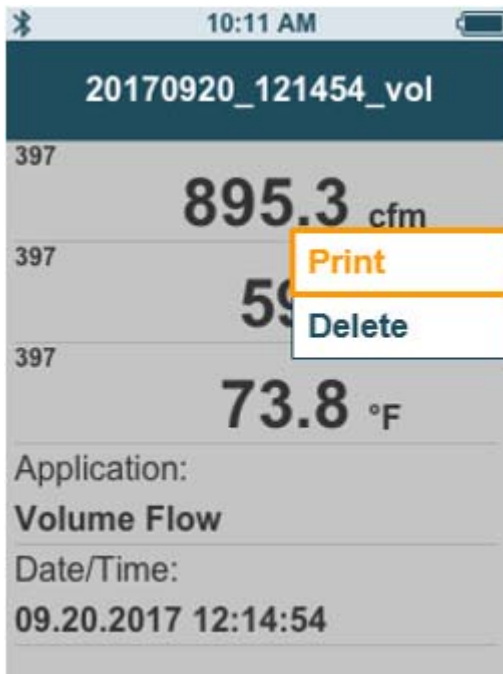 10:11 AM
20170920_121454_vol
397
895.3 cfm
397
Print
Delete
397
73.8 °F
Application:
Volume Flow
Date/Time:
09.20.2017 12:14:54